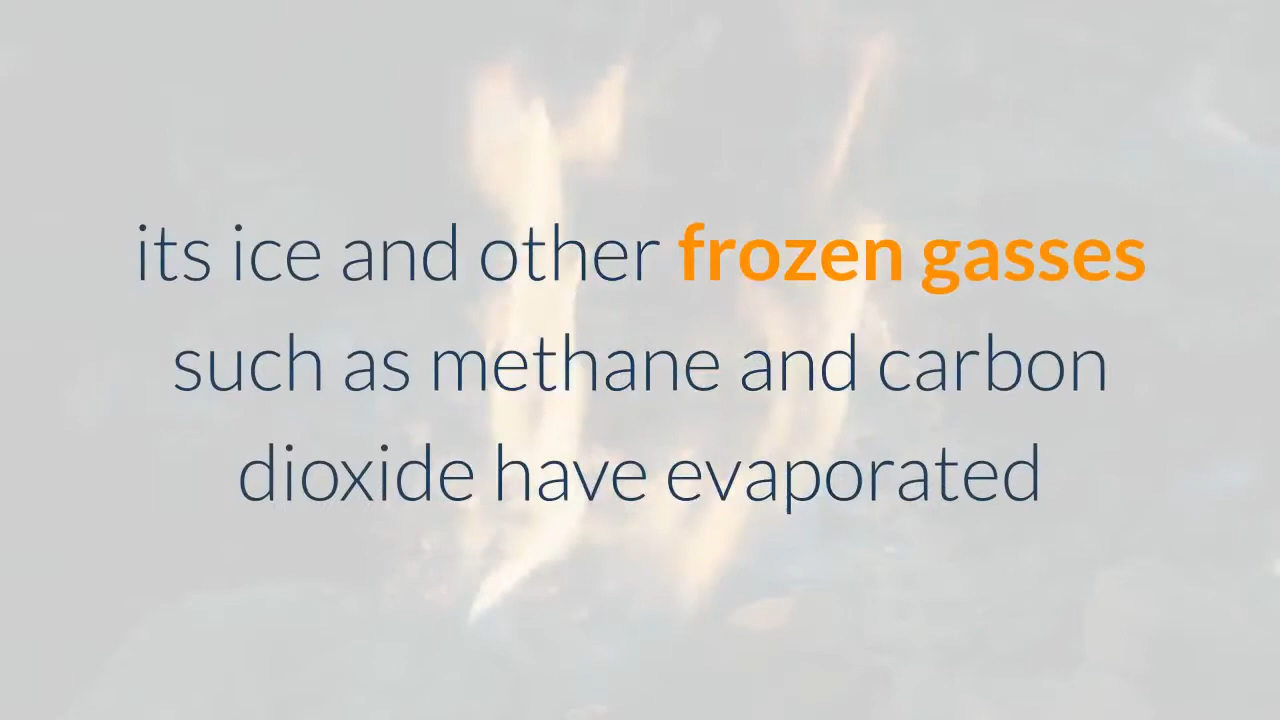 its ice and other frozen gasses
such as methane and carbon
dioxide have evaporated